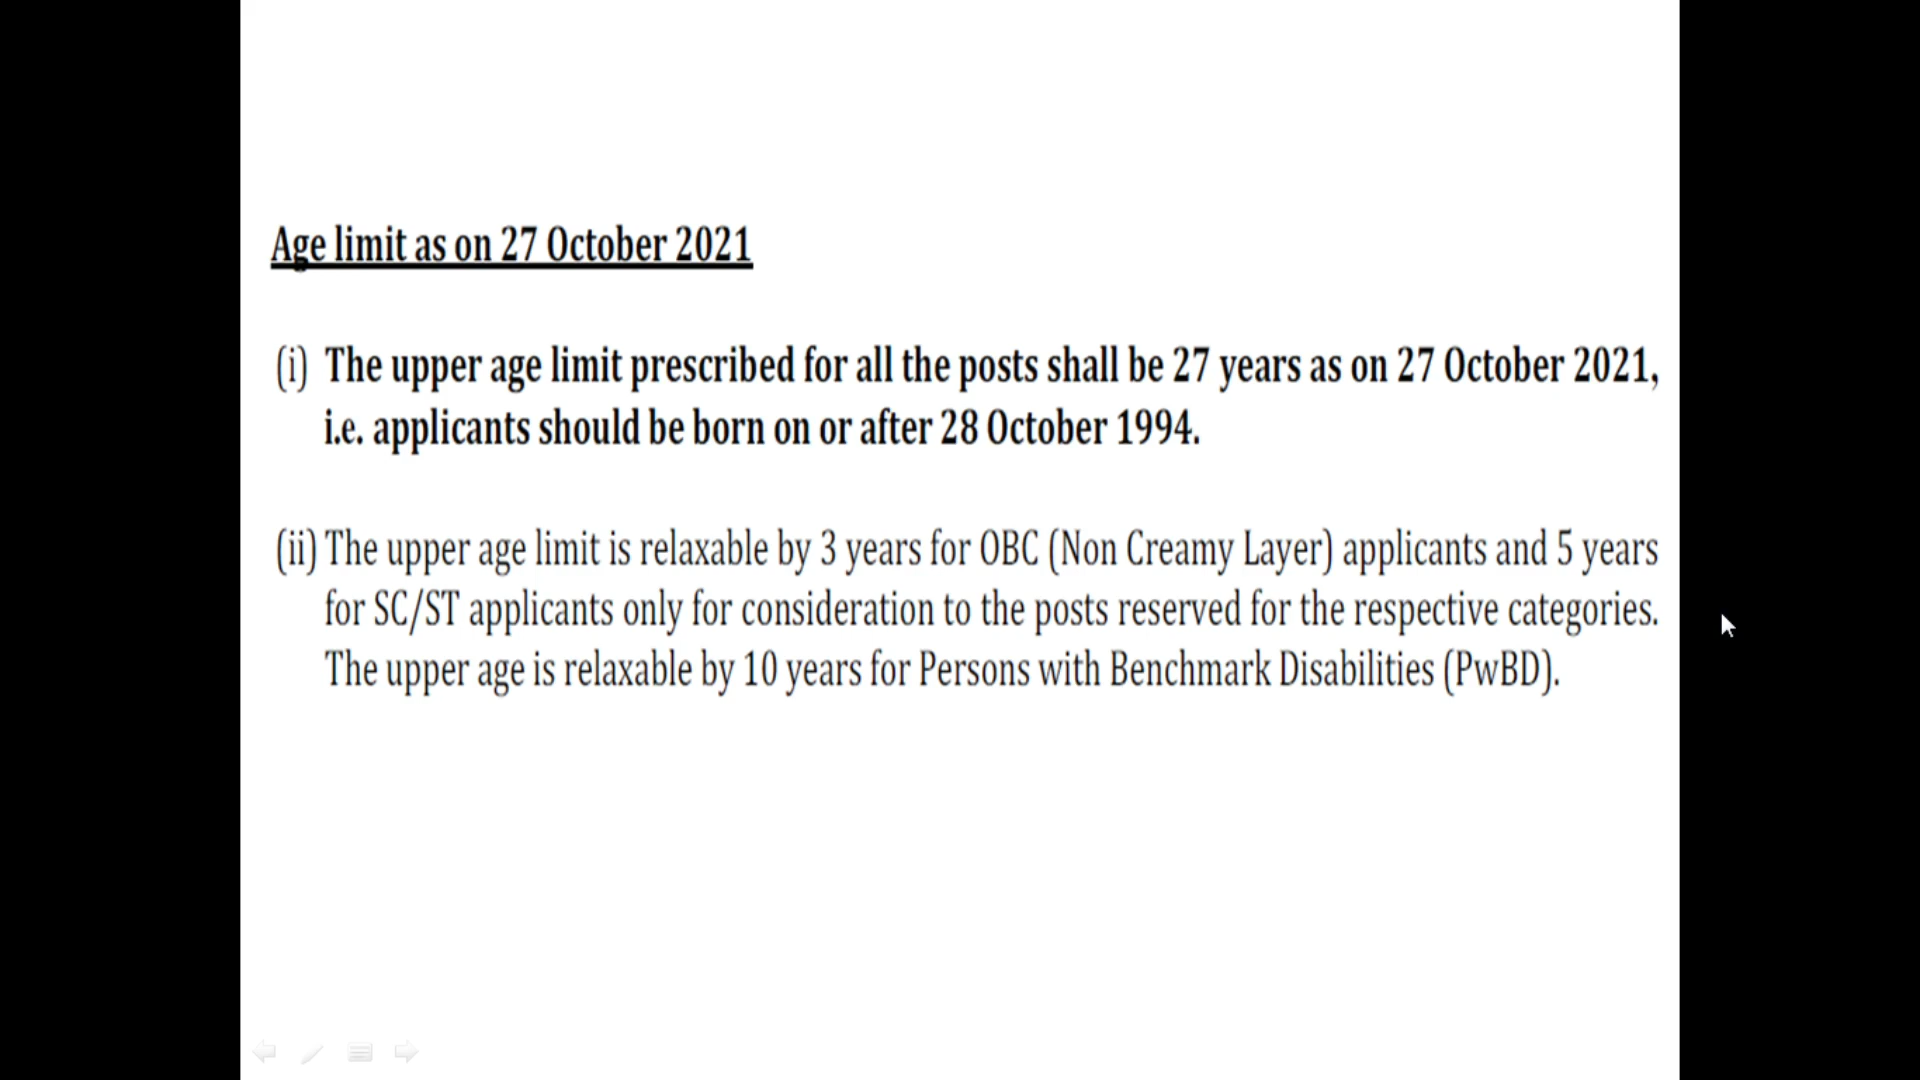 Age limit as on 27 October 2021
(i) The upper age limit prescribed for all the posts shall be 27 years as on 27 October 2021,
i.e. applicants should be born on or after 28 October 1994.
(ii) The upper age limit is relaxable by 3 years for OBC (Non Creamy Layer) applicants and 5 years
for SC/ST applicants only for consideration to the posts reserved for the respective categories.
The upper age is relaxable by 10 years for Persons with Benchmark Disabilities (PwBD).